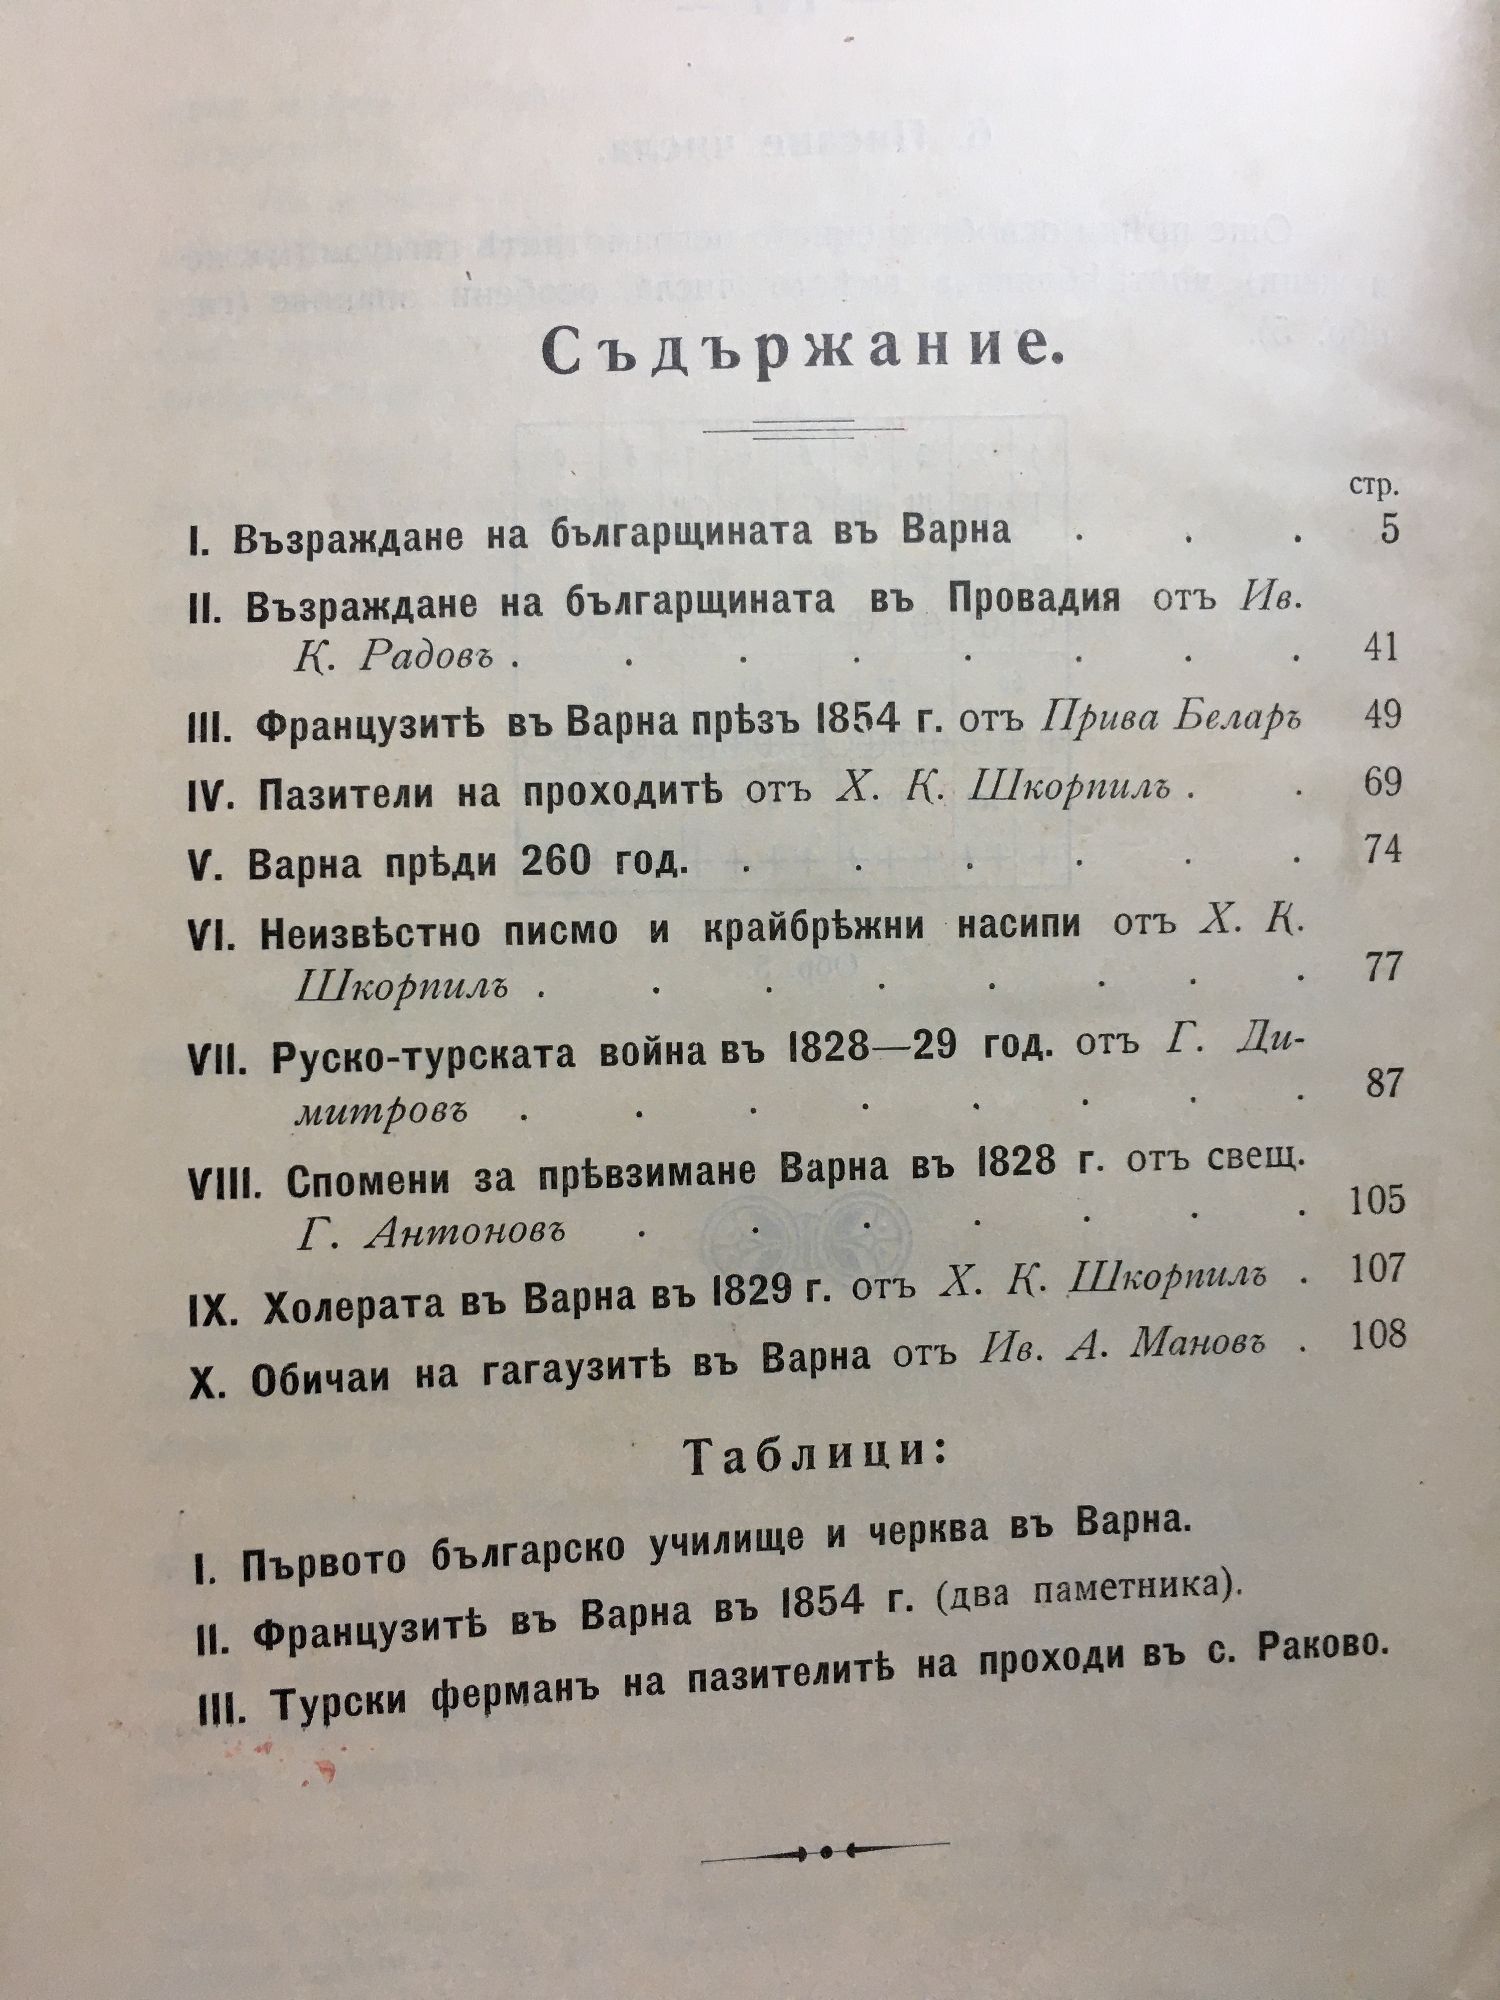 Съдържание.
стр.
I. Възраждане на българщината въ Варна . . . 5
II. Възраждане на българщината въ Провадия отъ Ив.
К. Радовъ . . . . . . . . 41
III. Французитѣ въ Варна прѣзъ 1854 г. отъ Прива Беларъ 49
IV. Пазители на проходитѣ отъ Х. К. Шкорпилъ . . 69
V. Варна прѣди 260 год. . . . . . . 74
VI. Неизвѣстно писмо и крайбрѣжни насипи отъ Х. К.
Шкорпилъ . . . . . . . . 77
VII. Руско-турската война въ 1828—29 год. отъ Г. Ди-
митровъ . . . . . . . . 87
VIII. Спомени за прѣвзимане Варна въ 1828 г. отъ свещ.
Г. Антоновъ . . . . . . . 105
IX. Холерата въ Варна въ 1829 г. отъ Х. К. Шкорпилъ . 107
X. Обичаи на гагаузитѣ въ Варна отъ Ив. А. Мановъ . 108
Таблици:
I. Първото българско училище и черква въ Варна.
II. Французитѣ въ Варна въ 1854 г. (два паметника).
III. Турски ферманъ на пазителитѣ на проходи въ с. Раково.